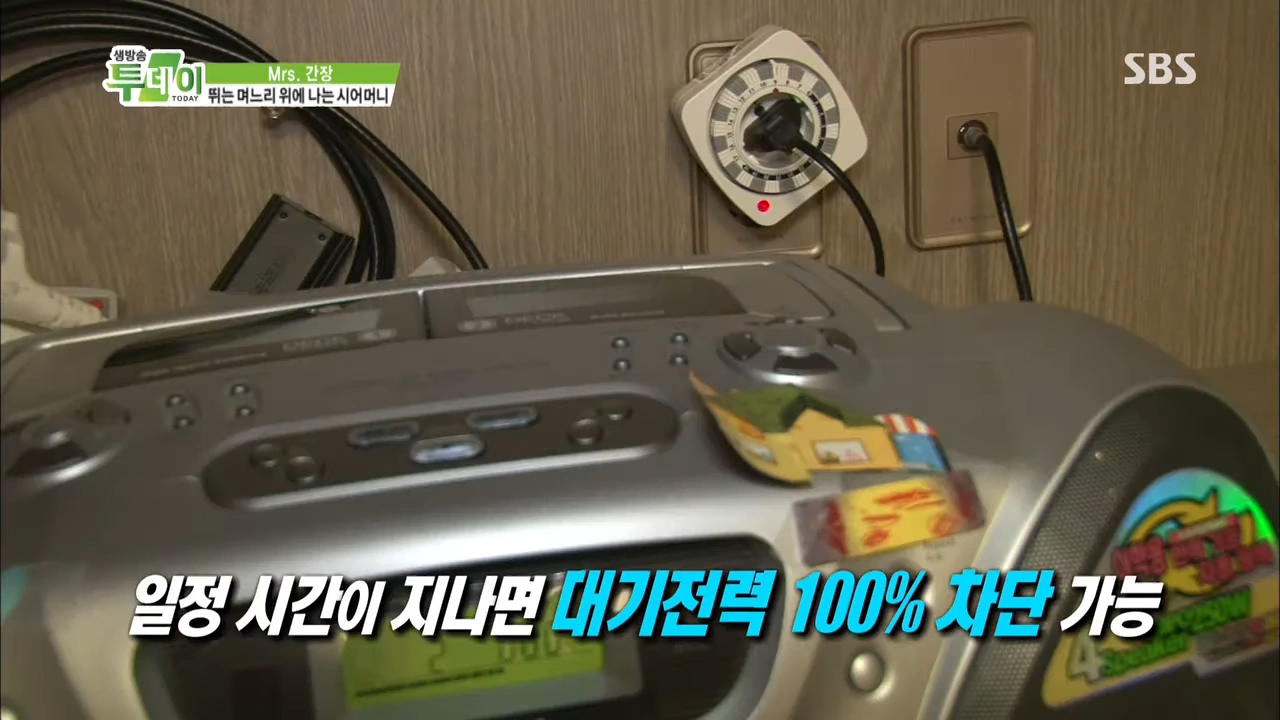 생방송
투데이
TODAY
Mrs. 간장
뛰는 며느리 위에 나는 시어머니
SBS
DECK
일정 시간이 지나면 대기전력 100% 차단 가능
4